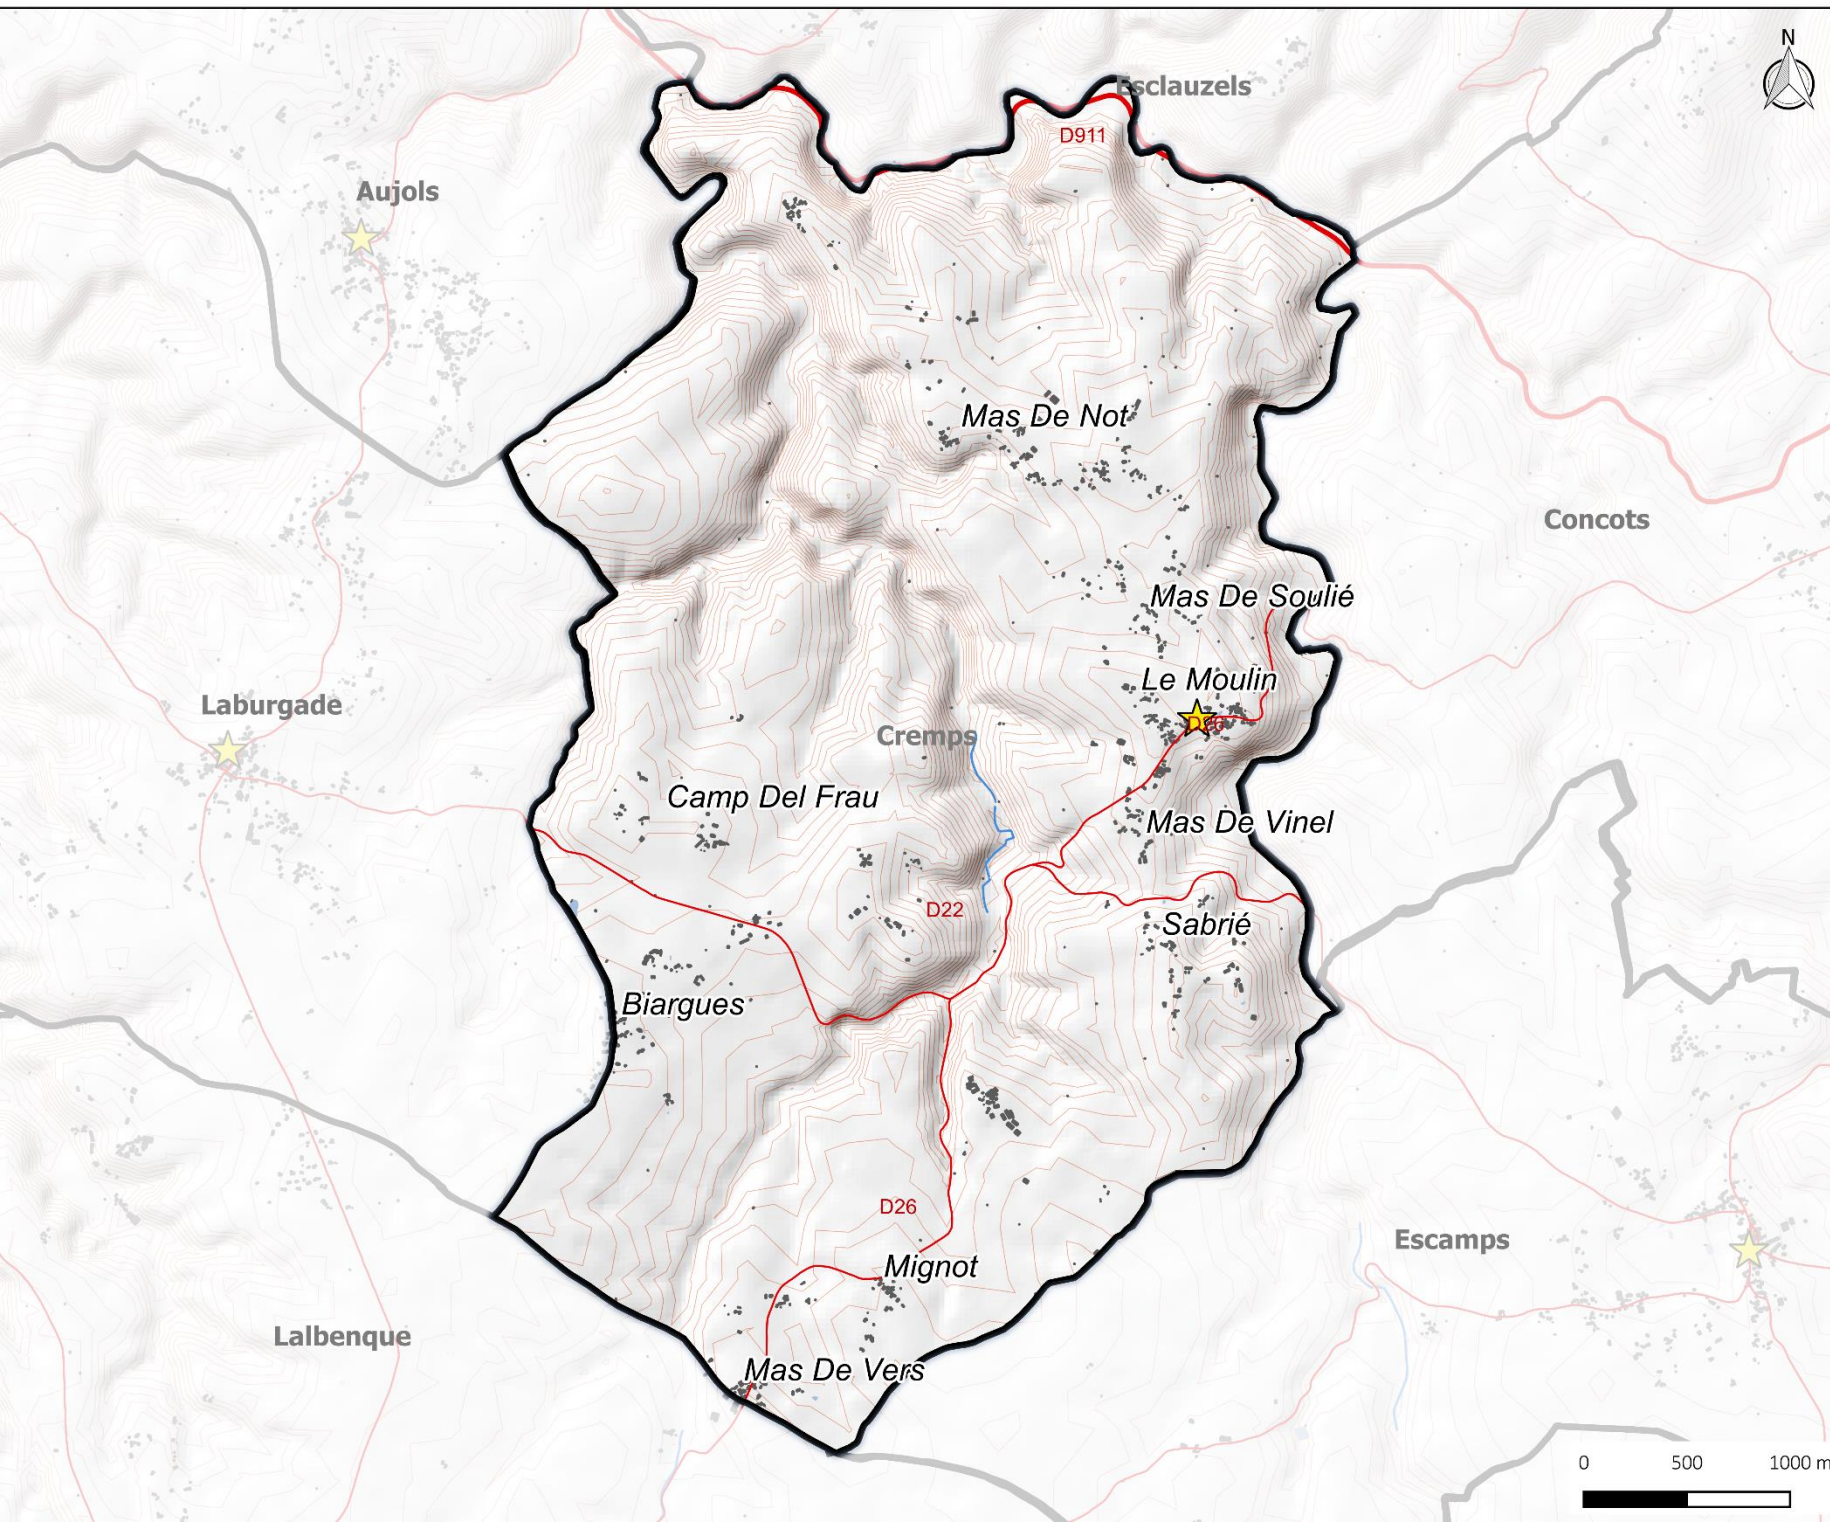 N
Esclauzels
D911
Aujols
Mas De Not
Concots
Mas De Soulié
Le Moulin
Laburgade
Cremps
Camp Del Frau
Mas De Vinel
D22
Sabrié
Biargues
D26
Mignot
Escamps
Lalbenque
Mas De Vers
0 500 1000 m